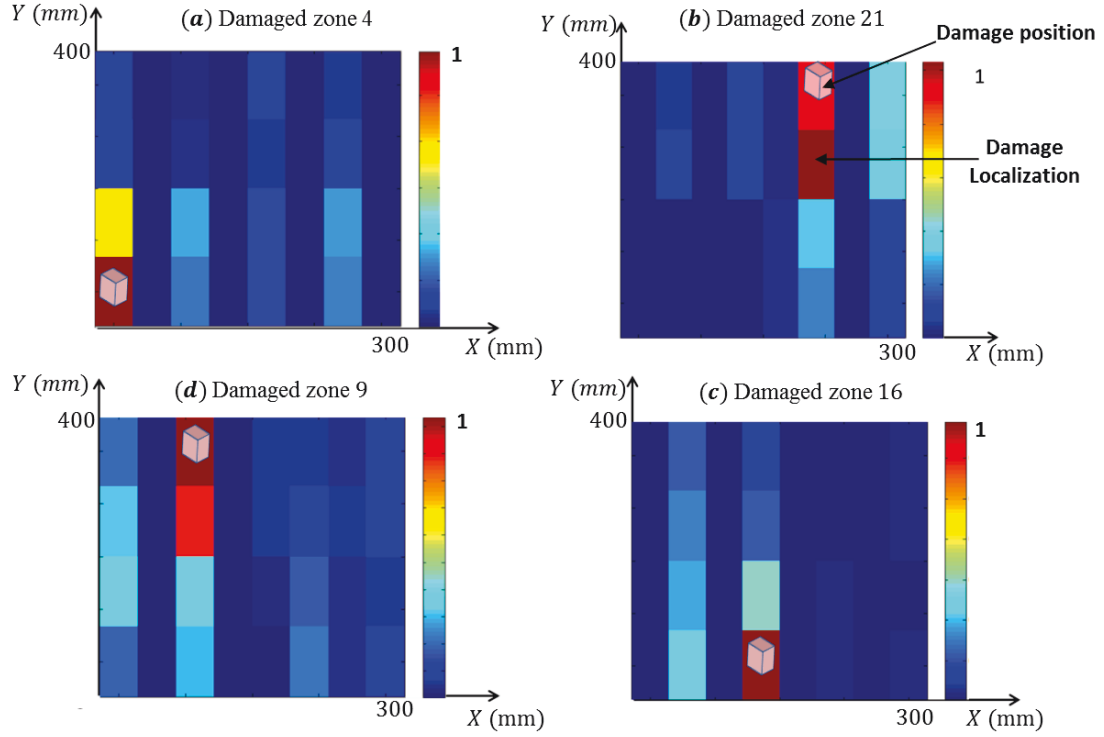 Y (mm)
(a) Damaged zone 4
400
1
300
X (mm)
Y (mm)
(b) Damaged zone 21
Damage position
400
1
Damage
Localization
300
X (mm)
Y (mm)
(d) Damaged zone 9
400
1
300
X (mm)
Y (mm)
(c) Damaged zone 16
400
1
300
X (mm)